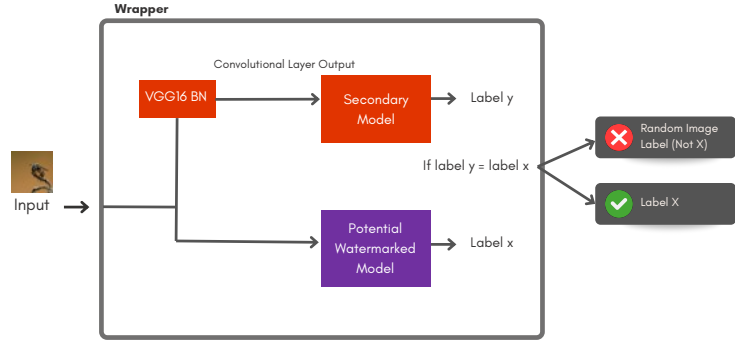 Wrapper
Convolutional Layer Output
VGG16 BN
Secondary
Model
Label y
Random Image
Label (Not X)
If label y = label x
Input
Label X
Potential
Watermarked
Model
Label x